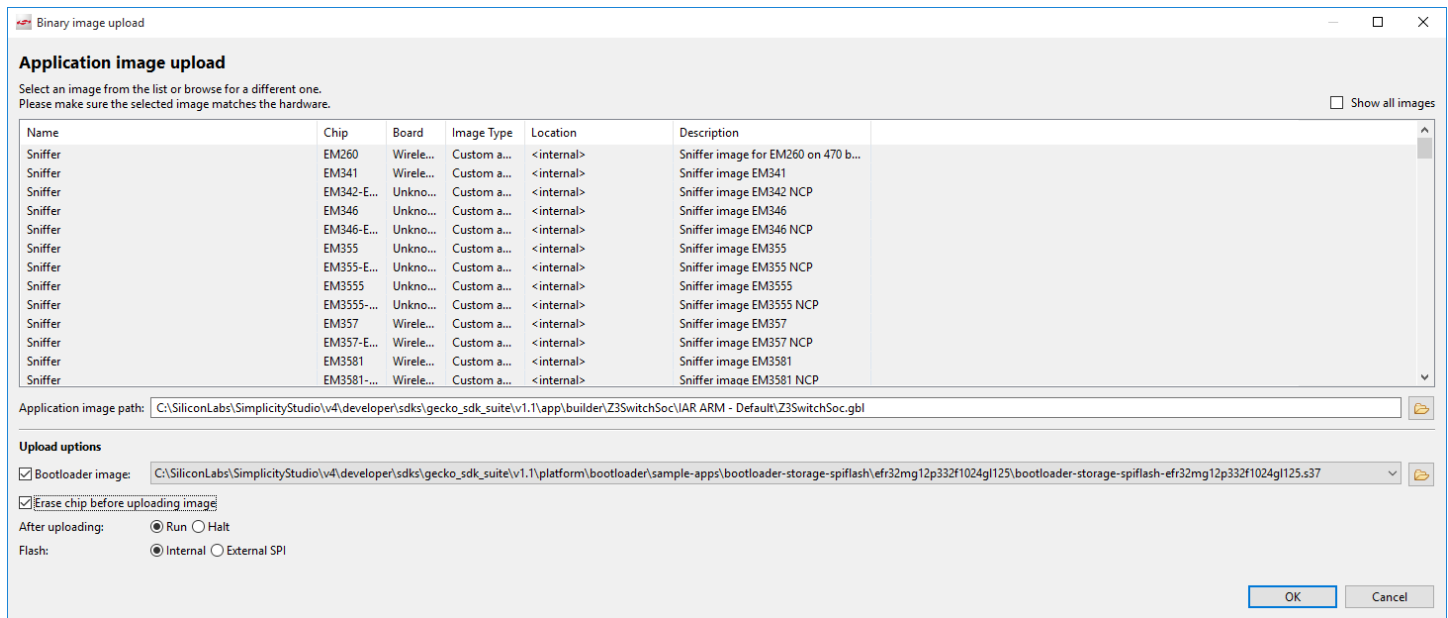 Binary image upload
Application image upload
Select an image from the list or browse for a different one.
Please make sure the selected image matches the hardware.
Show all images
Name Chip Board Image Type Location Description
Sniffer EM260 Wirele... Custom a... <internal> Sniffer image for EM260 on 470 b...
Sniffer EM341 Wirele... Custom a... <internal> Sniffer image EM341
Sniffer EM342-E... Unkno... Custom a... <internal> Sniffer image EM342 NCP
Sniffer EM346 Unkno... Custom a... <internal> Sniffer image EM346
Sniffer EM346-E... Unkno... Custom a... <internal> Sniffer image EM346 NCP
Sniffer EM355 Unkno... Custom a... <internal> Sniffer image EM355
Sniffer EM355-E... Unkno... Custom a... <internal> Sniffer image EM355 NCP
Sniffer EM3555 Unkno... Custom a... <internal> Sniffer image EM3555
Sniffer EM3555-... Unkno... Custom a... <internal> Sniffer image EM3555 NCP
Sniffer EM357 Wirele... Custom a... <internal> Sniffer image EM357
Sniffer EM357-E... Wirele... Custom a... <internal> Sniffer image EM357 NCP
Sniffer EM3581 Wirele... Custom a... <internal> Sniffer image EM3581
Sniffer EM3581-... Wirele... Custom a... <internal> Sniffer image EM3581 NCP
Application image path: C:\SiliconLabs\SimplicityStudio\v4\developer\sdks\gecko_sdk_suite\v1.1\app\builder\Z3SwitchSoc\IAR ARM - Default\Z3SwitchSoc.gbl
Upload uptions
Bootloader image: C:\SiliconLabs\SimplicityStudio\v4\developer\sdks\gecko_sdk_suite\v1.1\platform\bootloader\sample-apps\bootloader-storage-spiflash\efr32mg12p332f1024gl125\bootloader-storage-spiflash-efr32mg12p332f1024gl125.s37
Erase chip before uploading image
After uploading: Run Halt
Flash: Internal External SPI
OK Cancel